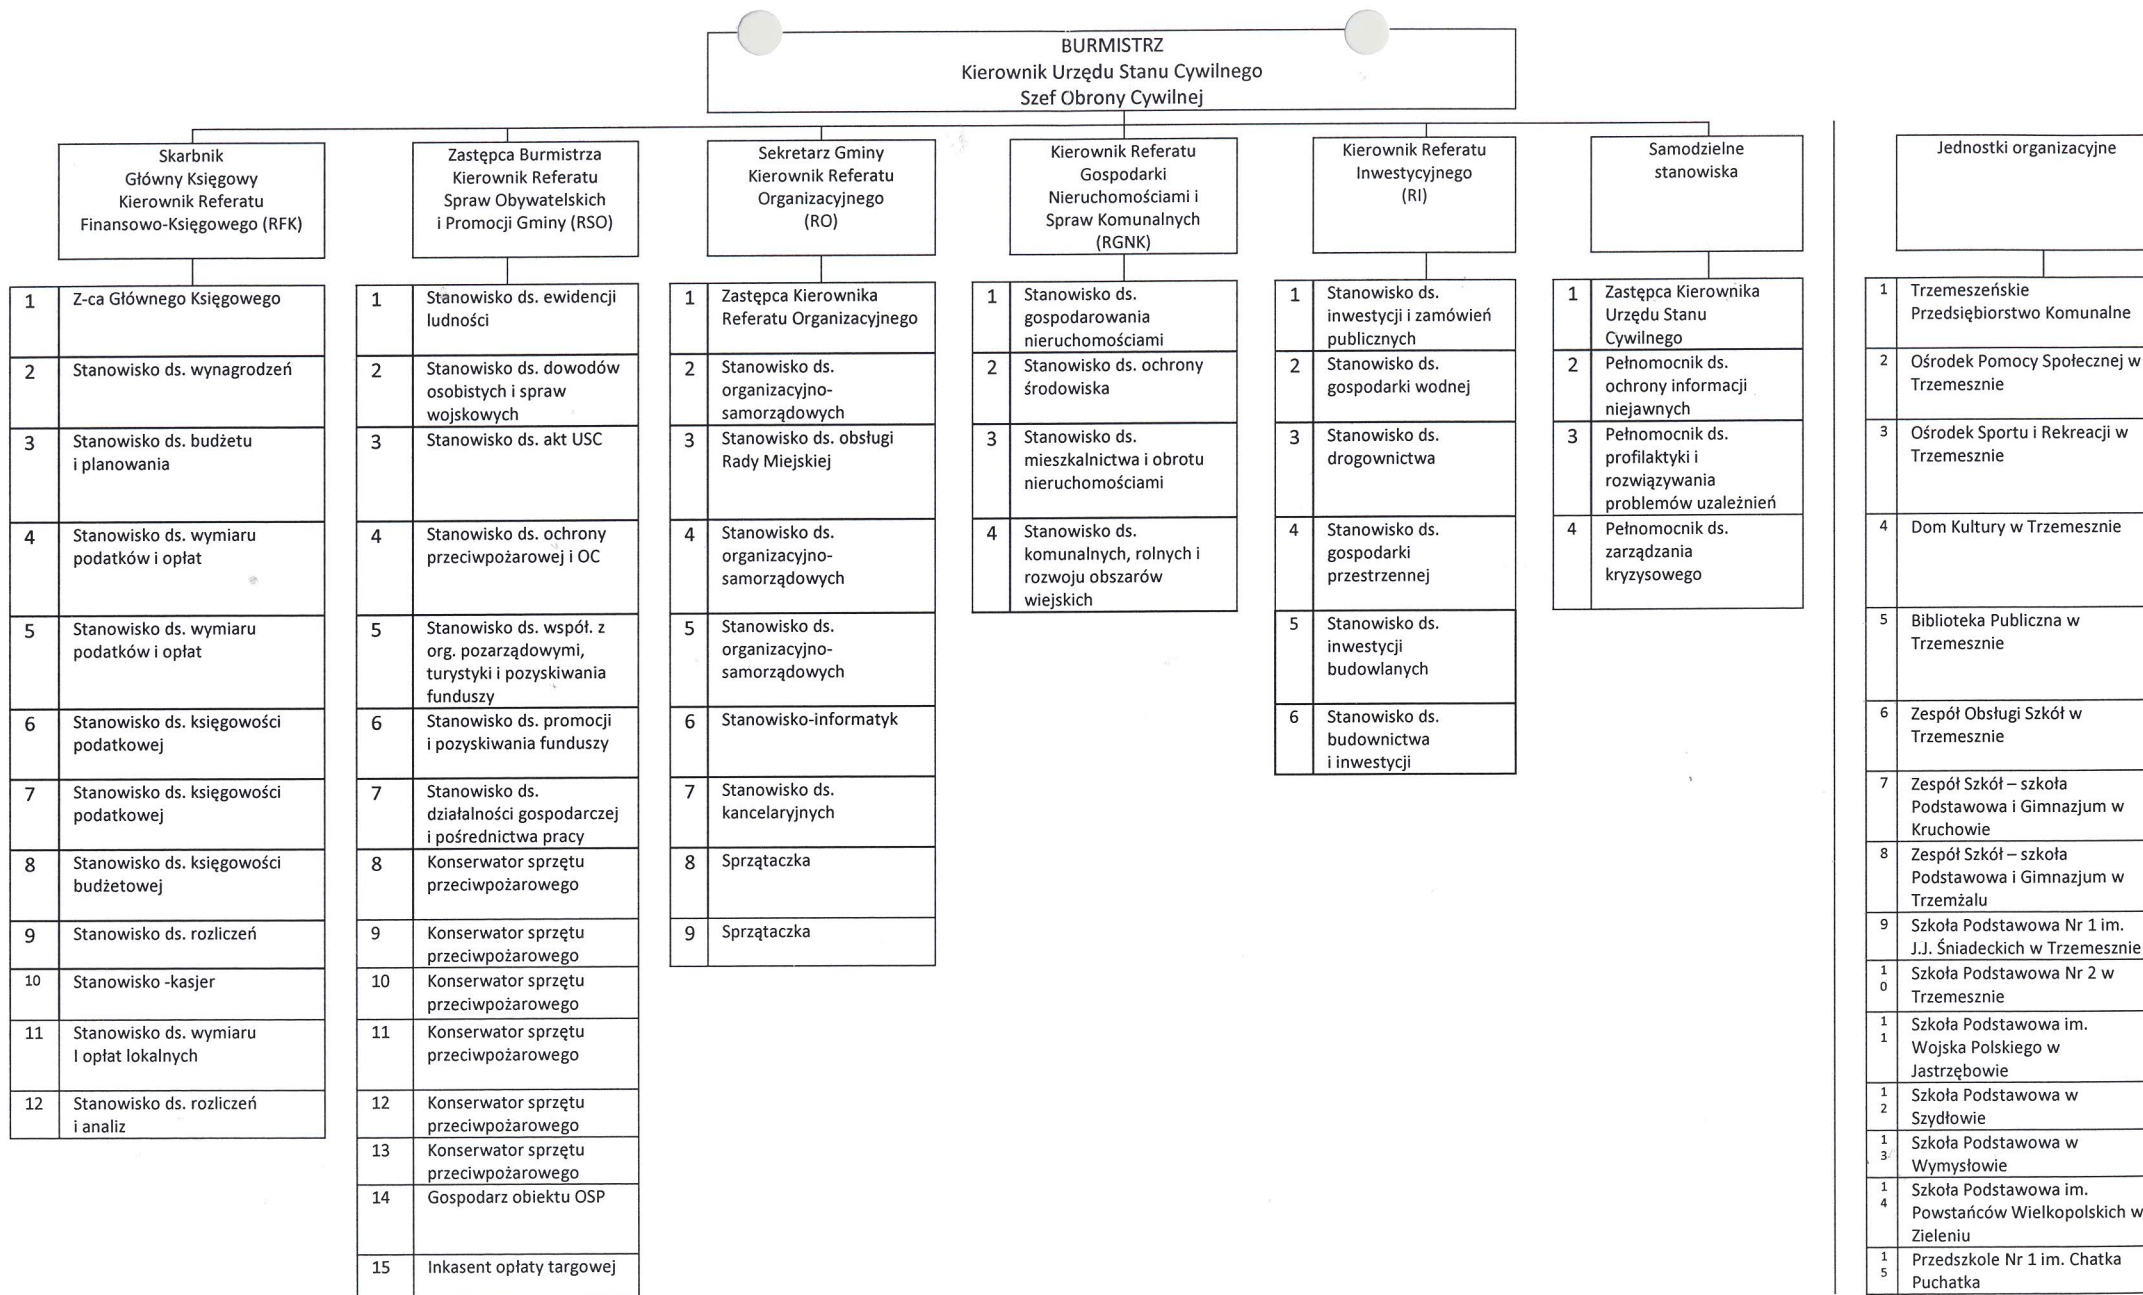 BURMISTRZ
Kierownik Urzędu Stanu Cywilnego
Szef Obrony Cywilnej
Skarbnik
Główny Księgowy
Kierownik Referatu
Finansowo-Księgowego (RFK)
1 Z-ca Głównego Księgowego
2 Stanowisko ds. wynagrodzeń
3 Stanowisko ds. budżetu
i planowania
4 Stanowisko ds. wymiaru
podatków i opłat
5 Stanowisko ds. wymiaru
podatków i opłat
6 Stanowisko ds. księgowości
podatkowej
7 Stanowisko ds. księgowości
podatkowej
8 Stanowisko ds. księgowości
budżetowej
9 Stanowisko ds. rozliczeń
10 Stanowisko -kasjer
11 Stanowisko ds. wymiaru
I opłat lokalnych
12 Stanowisko ds. rozliczeń
i analiz
Zastępca Burmistrza
Kierownik Referatu
Spraw Obywatelskich
i Promocji Gminy (RSO)
1 Stanowisko ds. ewidencji
ludności
2 Stanowisko ds. dowodów
osobistych i spraw
wojskowych
3 Stanowisko ds. akt USC
4 Stanowisko ds. ochrony
przeciwpożarowej i OC
5 Stanowisko ds. współ. z
org. pozarządowymi,
turystyki i pozyskiwania
funduszy
6 Stanowisko ds. promocji
i pozyskiwania funduszy
7 Stanowisko ds.
działalności gospodarczej
i pośrednictwa pracy
8 Konserwator sprzętu
przeciwpożarowego
9 Konserwator sprzętu
przeciwpożarowego
10 Konserwator sprzętu
przeciwpożarowego
11 Konserwator sprzętu
przeciwpożarowego
12 Konserwator sprzętu
przeciwpożarowego
13 Konserwator sprzętu
przeciwpożarowego
14 Gospodarz obiektu OSP
15 Inkasent opłaty targowej
Sekretarz Gminy
Kierownik Referatu
Organizacyjnego
(RO)
1 Zastępca Kierownika
Referatu Organizacyjnego
2 Stanowisko ds.
organizacyjno-
samorządowych
3 Stanowisko ds. obsługi
Rady Miejskiej
4 Stanowisko ds.
organizacyjno-
samorządowych
5 Stanowisko ds.
organizacyjno-
samorządowych
6 Stanowisko-informatyk
7 Stanowisko ds.
kancelaryjnych
8 Sprzątaczka
9 Sprzątaczka
Kierownik Referatu
Gospodarki
Nieruchomościami i
Spraw Komunalnych
(RGNK)
1 Stanowisko ds.
gospodarowania
nieruchomościami
2 Stanowisko ds. ochrony
środowiska
3 Stanowisko ds.
mieszkalnictwa i obrotu
nieruchomościami
4 Stanowisko ds.
komunalnych, rolnych i
rozwoju obszarów
wiejskich
Kierownik Referatu
Inwestycyjnego
(RI)
1 Stanowisko ds.
inwestycji i zamówień
publicznych
2 Stanowisko ds.
gospodarki wodnej
3 Stanowisko ds.
drogownictwa
4 Stanowisko ds.
gospodarki
przestrzennej
5 Stanowisko ds.
inwestycji
budowlanych
6 Stanowisko ds.
budownictwa
i inwestycji
Samodzielne
stanowiska
1 Zastępca Kierownika
Urzędu Stanu
Cywilnego
2 Pełnomocnik ds.
ochrony informacji
niejawnych
3 Pełnomocnik ds.
profilaktyki i
rozwiązywania
problemów uzależnień
4 Pełnomocnik ds.
zarządzania
kryzysowego
Jednostki organizacyjne
1 Trzemeszeńskie
Przedsiębiorstwo Komunalne
2 Ośrodek Pomocy Społecznej w
Trzemesznie
3 Ośrodek Sportu i Rekreacji w
Trzemesznie
4 Dom Kultury w Trzemesznie
5 Biblioteka Publiczna w
Trzemesznie
6 Zespół Obsługi Szkół w
Trzemesznie
7 Zespół Szkół – szkoła
Podstawowa i Gimnazjum w
Kruchowie
8 Zespół Szkół – szkoła
Podstawowa i Gimnazjum w
Trzemżalu
9 Szkoła Podstawowa Nr 1 im.
J.J. Śniadeckich w Trzemesznie
10 Szkoła Podstawowa Nr 2 w
Trzemesznie
11 Szkoła Podstawowa im.
Wojska Polskiego w
Jastrzębowie
12 Szkoła Podstawowa w
Szydłowie
13 Szkoła Podstawowa w
Wymysłowie
14 Szkoła Podstawowa im.
Powstańców Wielkopolskich w
Zieleniu
15 Przedszkole Nr 1 im. Chatka
Puchatka